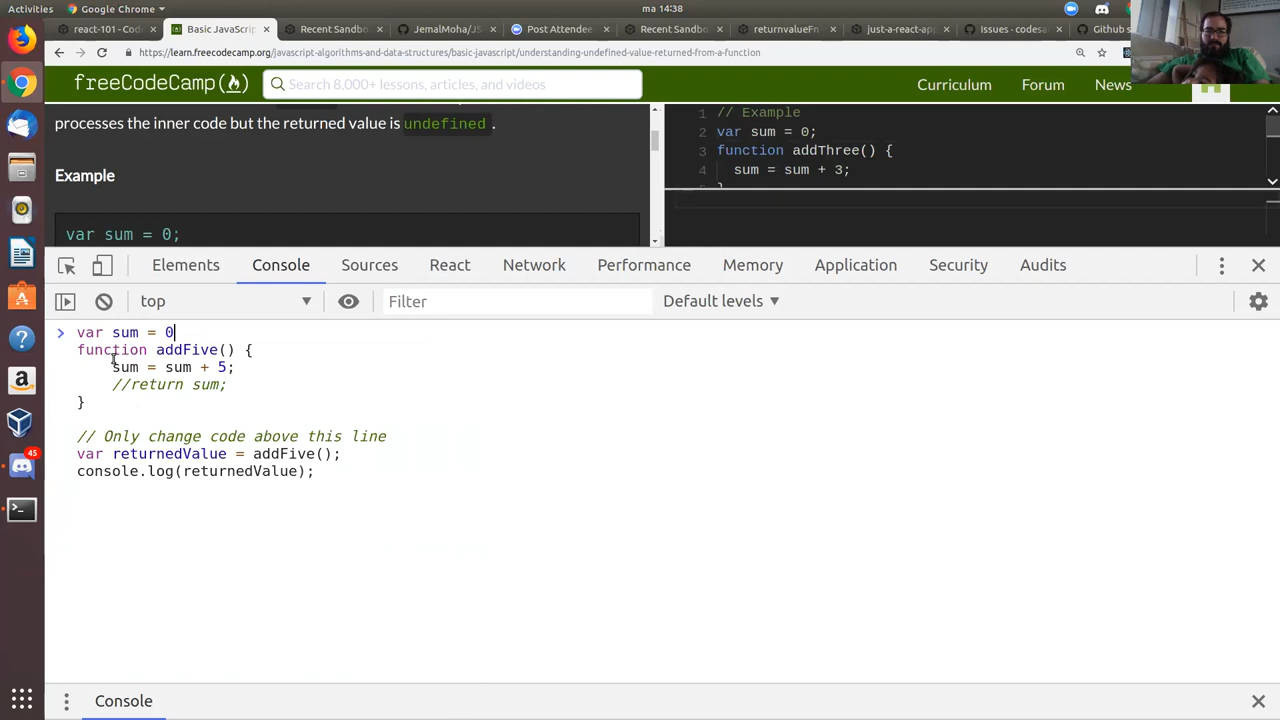 Activities Google Chrome ma 14:38
react-101 - Cod Basic JavaScri Recent Sandbo JemalMoha/JS- Post Attende Recent Sandbo returnvalueFn just-a-react-ap Issues · codesa Github s
https://learn.freecodecamp.org/javascript-algorithms-and-data-structures/basic-javascript/understanding-undefined-value-returned-from-a-function
freeCodeCamp Search 8,000+ lessons, articles, and videos Curriculum Forum News
processes the inner code but the returned value is undefined.
Example
var sum = 0;
1 // Example
2 var sum = 0;
3 function addThree() {
4 sum = sum + 3;
Elements Console Sources React Network Performance Memory Application Security Audits
top Filter Default levels
var sum = 0
function addFive() {
sum = sum + 5;
//return sum;
}
// Only change code above this line
var returnedValue = addFive();
console.log(returnedValue);
45
Console